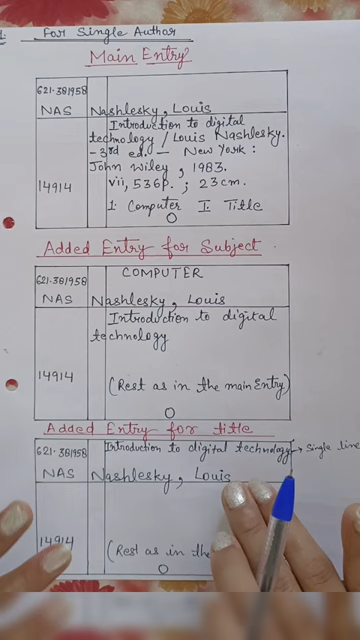 For Single Author
Main Entry
621.381958
NAS Nashlesky, Louis
Introduction to digital
technology / Louis Nashlesky.
- 3rd ed. - New York:
John Wiley, 1983.
14914 vii, 536p. ; 23cm.
1. Computer I. Title
Added Entry for Subject
621.381958 COMPUTER
NAS Nashlesky, Louis
Introduction to digital
technology
14914 (Rest as in the main Entry)
Added Entry for title
621.381958 Introduction to digital technology → Single line
NAS Nashlesky, Louis
14914 (Rest as in the